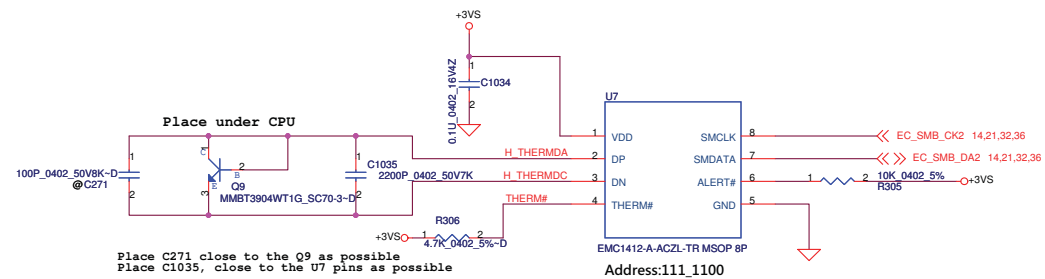 +3VS
0.1U_0402_16V4Z
1
C1034
2
U7
Place under CPU
1 VDD SMCLK 8 EC_SMB_CK2 14,21,32,36
H_THERMDA 2 DP SMDATA 7 EC_SMB_DA2 14,21,32,36
H_THERMDC 3 DN ALERT# 6 1 2 10K_0402_5% +3VS
R305
THERM# 4 THERM# GND 5
1
100P_0402_50V8K~D
@C271
2
C
2
B
E
3
1
Q9
MMBT3904WT1G_SC70-3~D
1
C1035
2200P_0402_50V7K
2
R306
+3VS 1 2
4.7K_0402_5%~D
EMC1412-A-ACZL-TR MSOP 8P
Address:111_1100
Place C271 close to the Q9 as possible
Place C1035, close to the U7 pins as possible